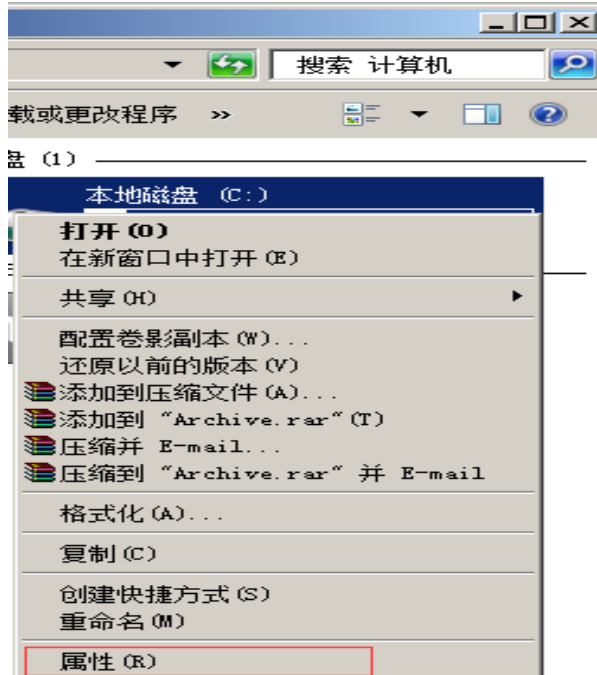 搜索 计算机
载或更改程序 »
盘 (1)
本地磁盘 (C:)
打开(O)
在新窗口中打开(E)
共享(H)
配置卷影副本(W)...
还原以前的版本(V)
添加到压缩文件(A)...
添加到 "Archive.rar"(T)
压缩并 E-mail...
压缩到 "Archive.rar" 并 E-mail
格式化(A)...
复制(C)
创建快捷方式(S)
重命名(M)
属性(R)